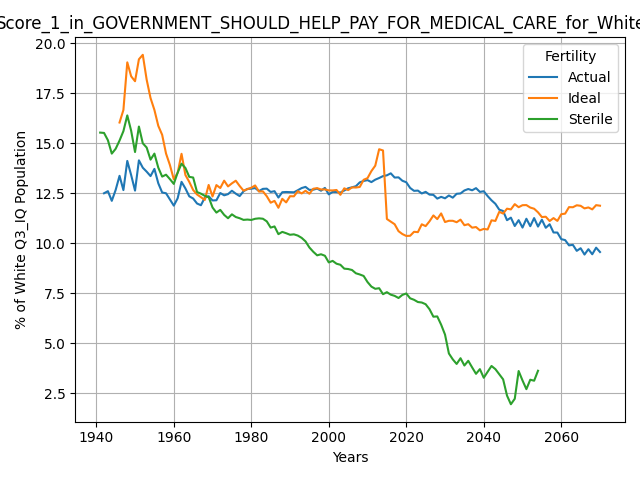 Score_1_in_GOVERNMENT_SHOULD_HELP_PAY_FOR_MEDICAL_CARE_for_White
20.0
17.5
15.0
12.5
10.0
7.5
5.0
2.5
% of White Q3_IQ Population
Fertility
Actual
Ideal
Sterile
1940
1960
1980
2000
2020
2040
2060
Years